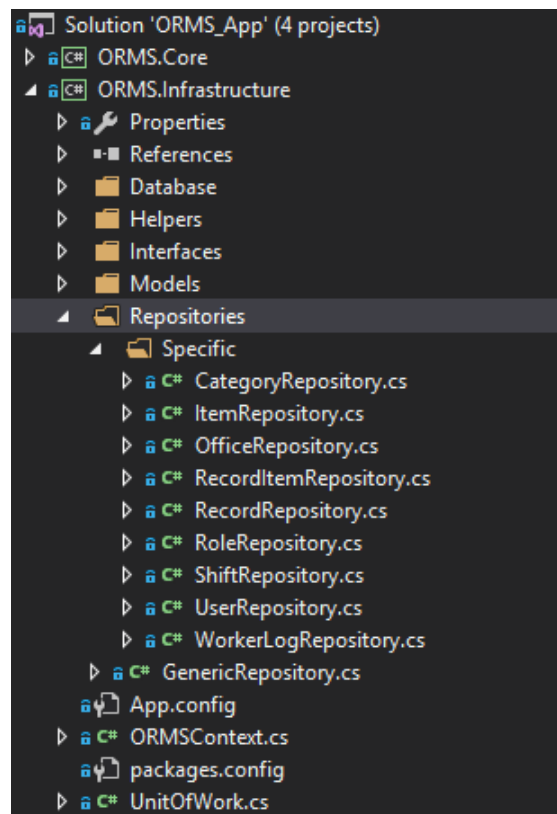 Solution 'ORMS_App' (4 projects)
C# ORMS.Core
C# ORMS.Infrastructure
Properties
References
Database
Helpers
Interfaces
Models
Repositories
Specific
C# CategoryRepository.cs
C# ItemRepository.cs
C# OfficeRepository.cs
C# RecordItemRepository.cs
C# RecordRepository.cs
C# RoleRepository.cs
C# ShiftRepository.cs
C# UserRepository.cs
C# WorkerLogRepository.cs
C# GenericRepository.cs
App.config
C# ORMSContext.cs
packages.config
C# UnitOfWork.cs